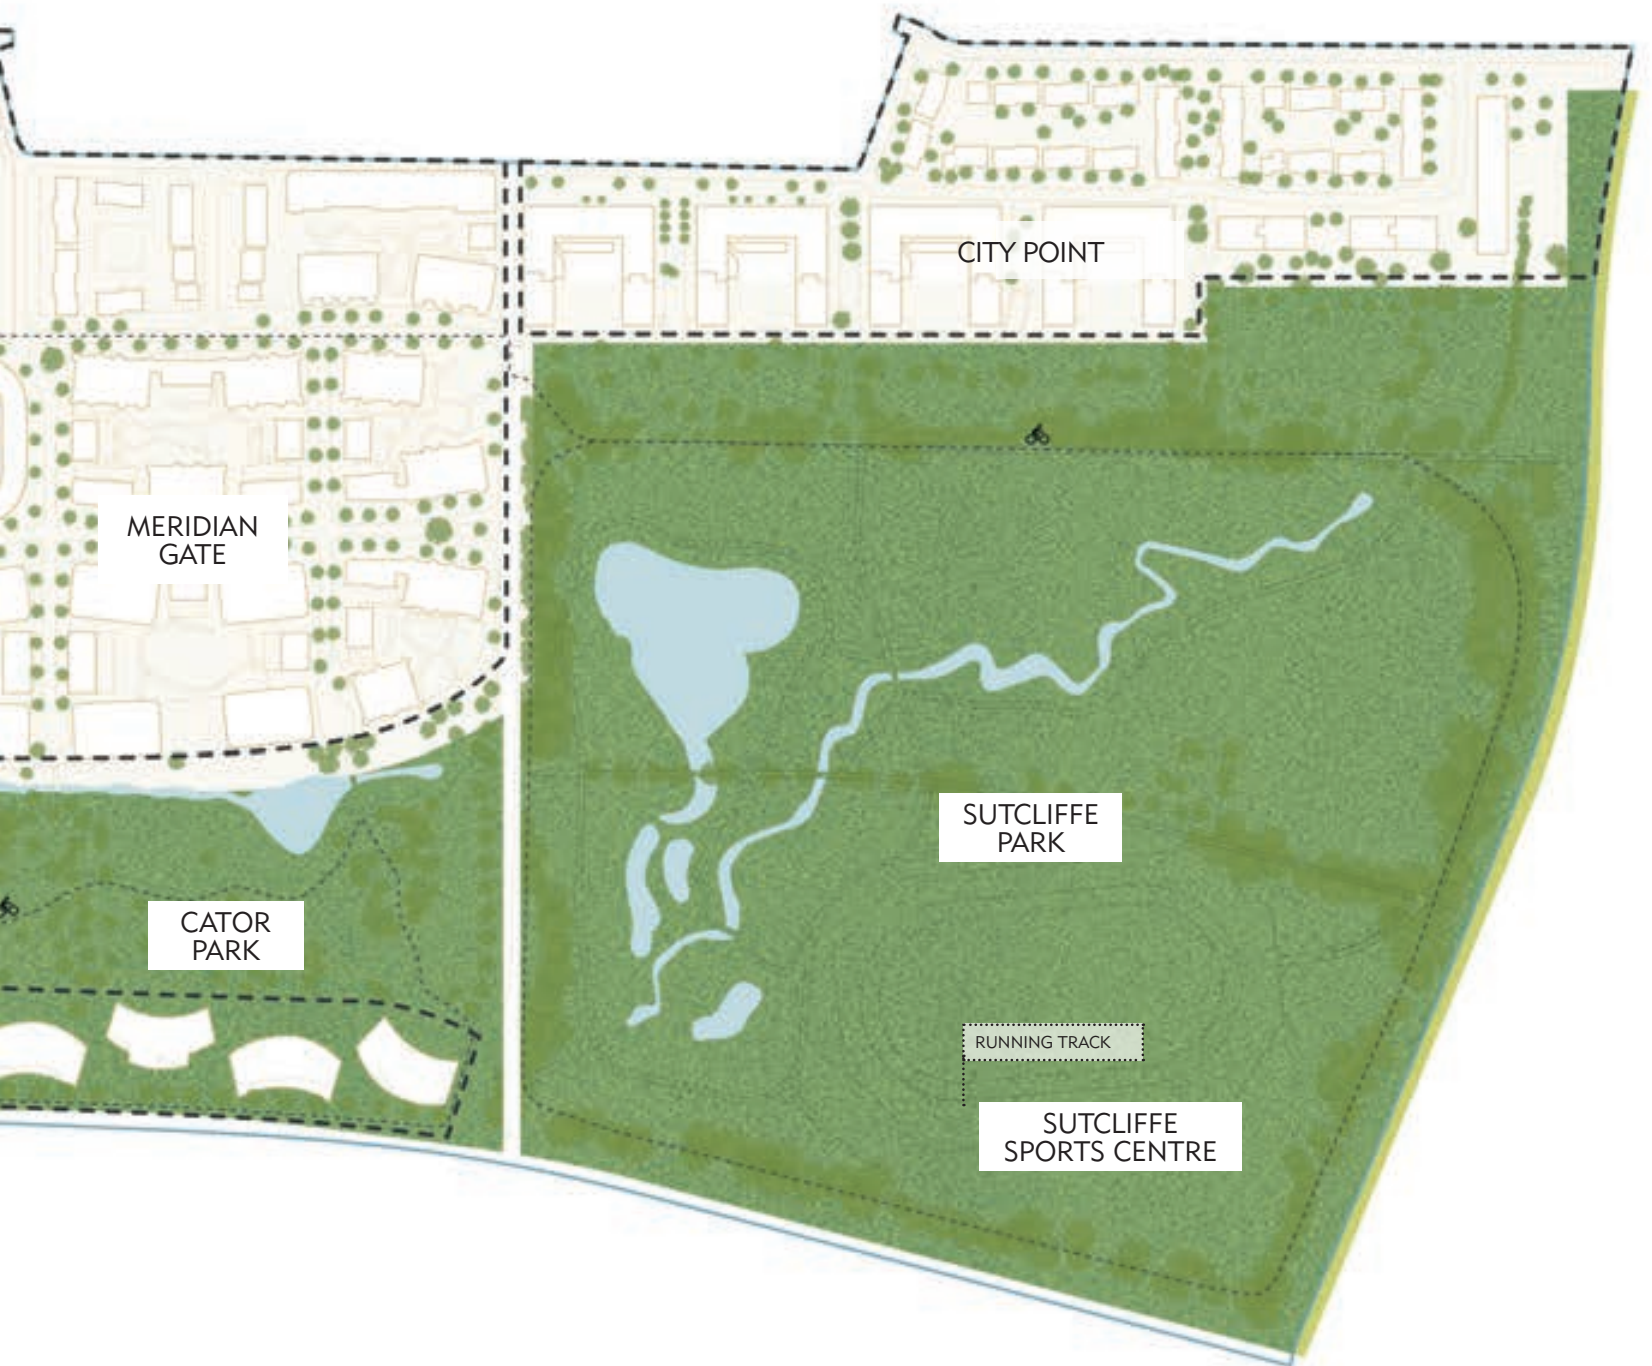 CITY POINT
MERIDIAN
GATE
SUTCLIFFE
PARK
CATOR
PARK
RUNNING TRACK
SUTCLIFFE
SPORTS CENTRE